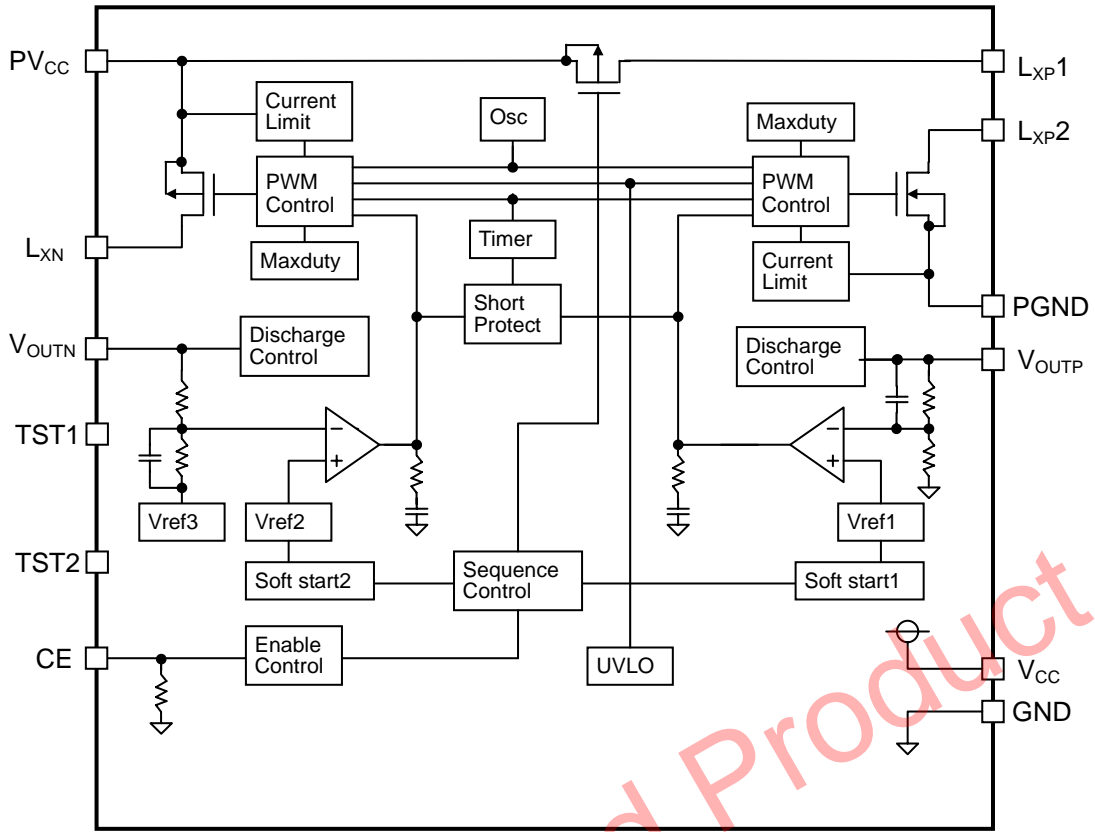 PVCC
LXP1
Current
Limit
Osc
Maxduty
LXP2
PWM
Control
PWM
Control
LXN
Timer
Maxduty
Current
Limit
Short
Protect
PGND
VOUTN
Discharge
Control
Discharge
Control
VOUTP
TST1
−
+
−
+
Vref3
Vref2
Vref1
TST2
Soft start2
Sequence
Control
Soft start1
CE
Enable
Control
UVLO
VCC
GND
Product